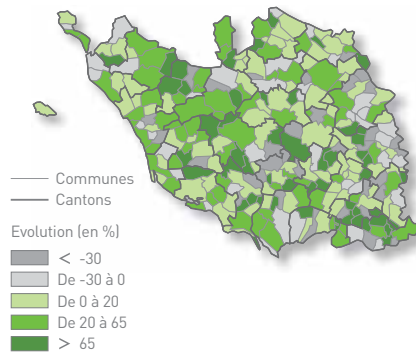 Communes
Cantons
Evolution (en %)
< -30
De -30 à 0
De 0 à 20
De 20 à 65
> 65